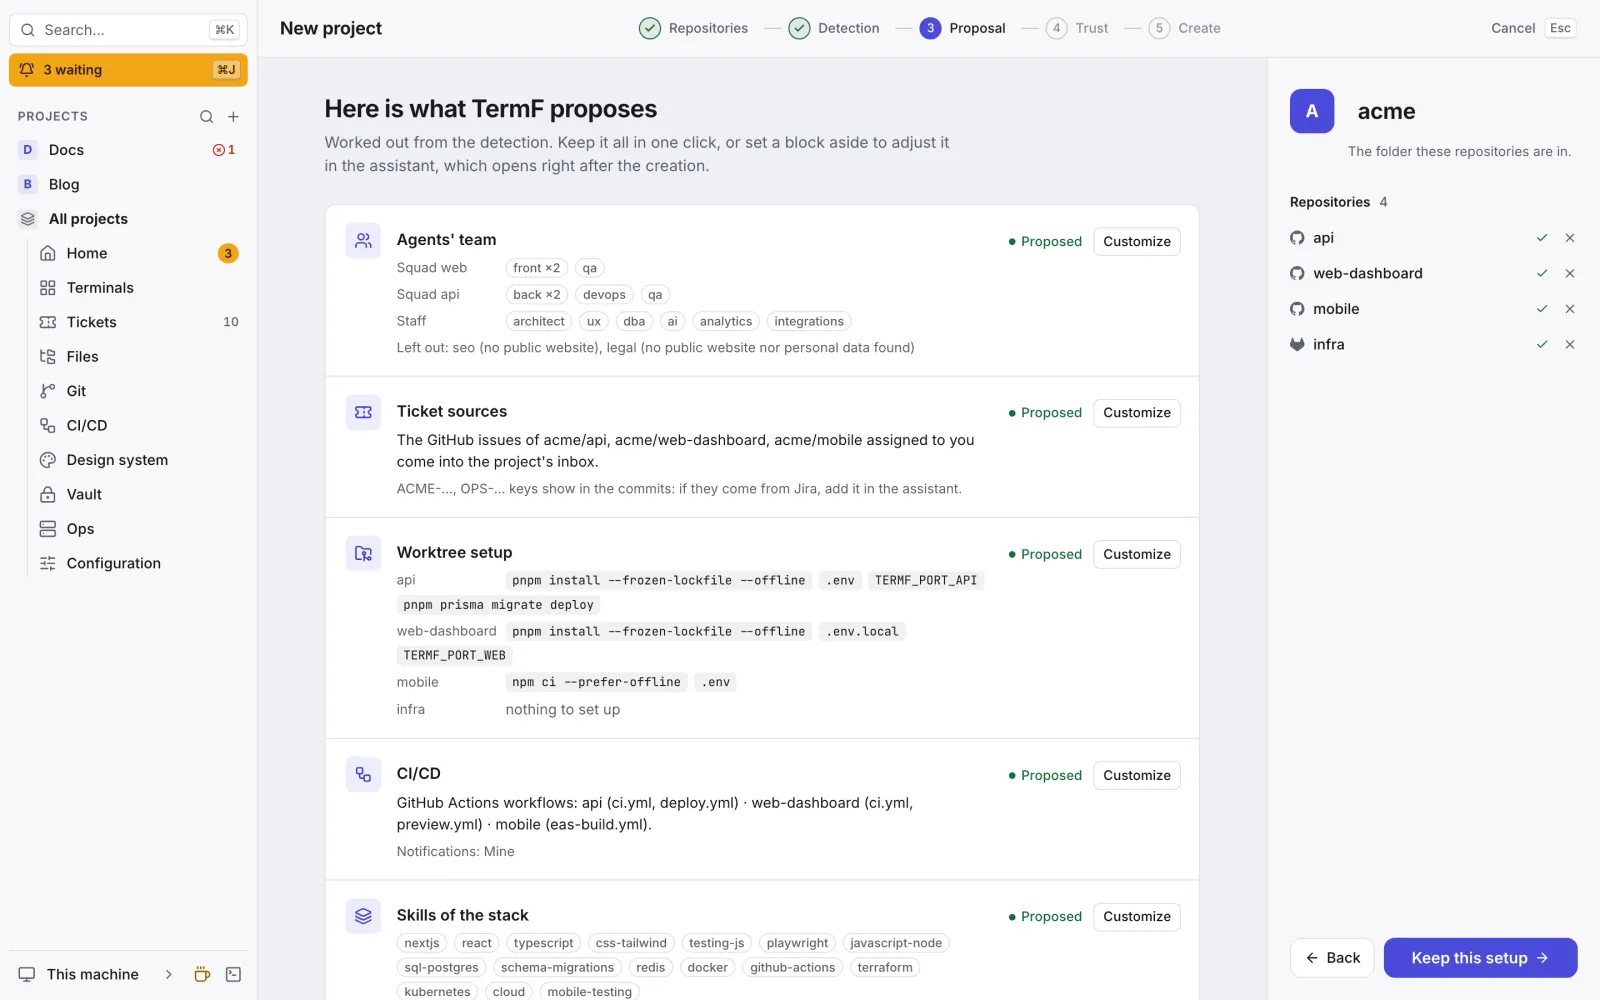 Search... ⌘K
3 waiting ⌘J
PROJECTS
D Docs 1
B Blog
All projects
Home 3
Terminals
Tickets 10
Files
Git
CI/CD
Design system
Vault
Ops
Configuration
This machine
New project
Repositories
Detection
3 Proposal
4 Trust
5 Create
Cancel Esc
Here is what TermF proposes
Worked out from the detection. Keep it all in one click, or set a block aside to adjust it
in the assistant, which opens right after the creation.
Agents' team
Proposed Customize
Squad web front ×2 qa
Squad api back ×2 devops qa
Staff architect ux dba ai analytics integrations
Left out: seo (no public website), legal (no public website nor personal data found)
Ticket sources
Proposed Customize
The GitHub issues of acme/api, acme/web-dashboard, acme/mobile assigned to you
come into the project's inbox.
ACME-..., OPS-... keys show in the commits: if they come from Jira, add it in the assistant.
Worktree setup
Proposed Customize
api pnpm install --frozen-lockfile --offline .env TERMF_PORT_API
pnpm prisma migrate deploy
web-dashboard pnpm install --frozen-lockfile --offline .env.local
TERMF_PORT_WEB
mobile npm ci --prefer-offline .env
infra nothing to set up
CI/CD
Proposed Customize
GitHub Actions workflows: api (ci.yml, deploy.yml) · web-dashboard (ci.yml,
preview.yml) · mobile (eas-build.yml).
Notifications: Mine
Skills of the stack
Proposed Customize
nextjs react typescript css-tailwind testing-js playwright javascript-node
sql-postgres schema-migrations redis docker github-actions terraform
kubernetes cloud mobile-testing
A acme
The folder these repositories are in.
Repositories 4
api
web-dashboard
mobile
infra
Back
Keep this setup